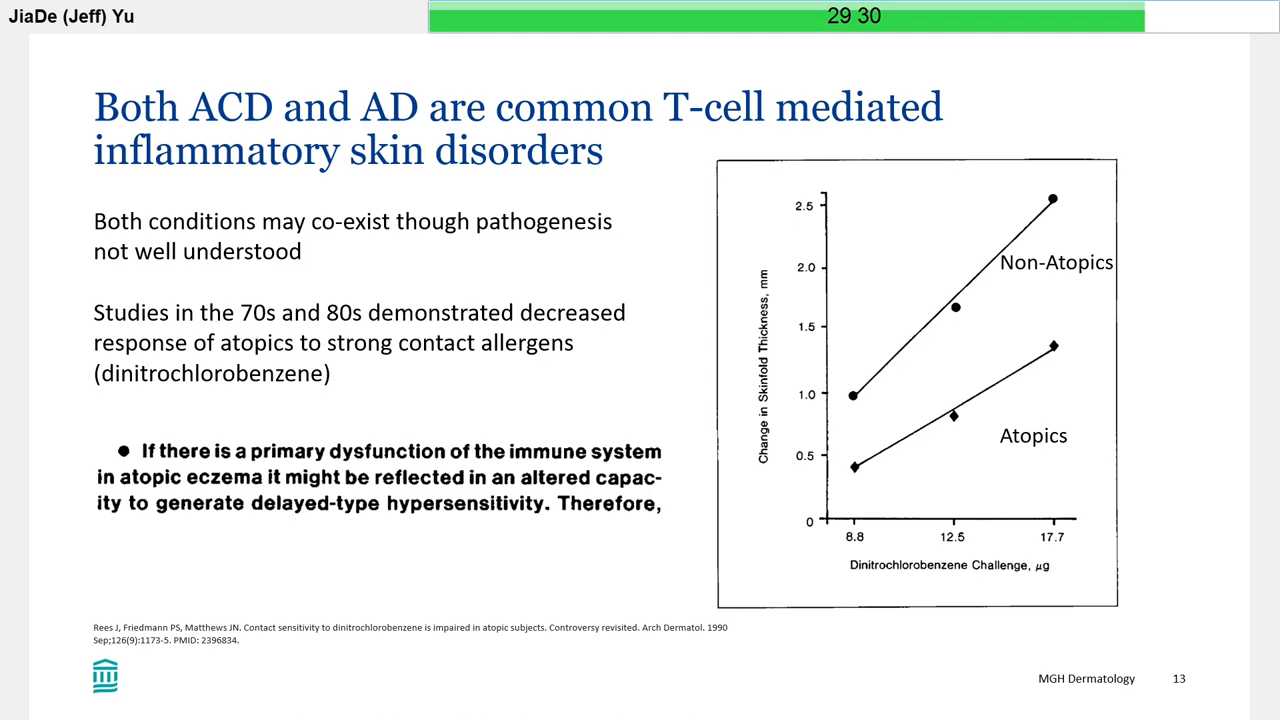 JiaDe (Jeff) Yu
29 30
Both ACD and AD are common T-cell mediated
inflammatory skin disorders
Both conditions may co-exist though pathogenesis
not well understood
Studies in the 70s and 80s demonstrated decreased
response of atopics to strong contact allergens
(dinitrochlorobenzene)
● If there is a primary dysfunction of the immune system
in atopic eczema it might be reflected in an altered capac-
ity to generate delayed-type hypersensitivity. Therefore,
Change in Skinfold Thickness, mm
2.5
2.0
1.5
1.0
0.5
0
Non-Atopics
Atopics
8.8 12.5 17.7
Dinitrochlorobenzene Challenge, μg
Rees J, Friedmann PS, Matthews JN. Contact sensitivity to dinitrochlorobenzene is impaired in atopic subjects. Controversy revisited. Arch Dermatol. 1990
Sep;126(9):1173-5. PMID: 2396834.
MGH Dermatology 13